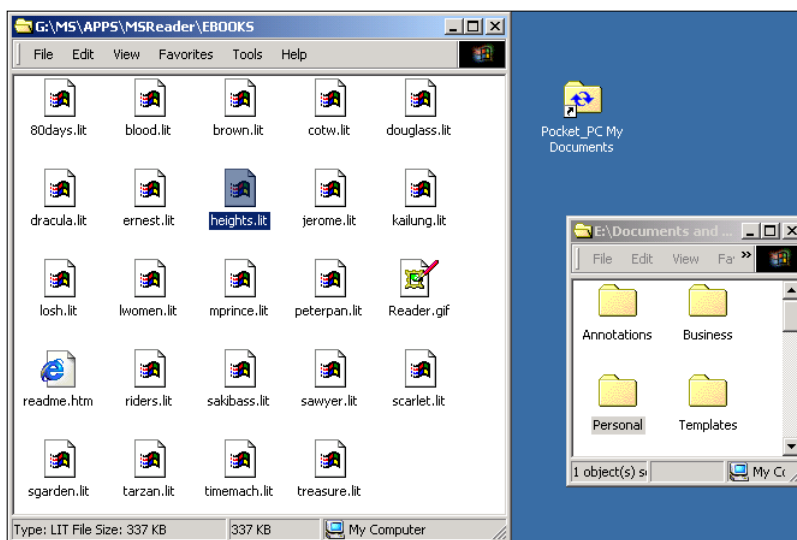 G:\MS\APPS\MSReader\EBOOKS
File Edit View Favorites Tools Help
80days.lit blood.lit brown.lit cotw.lit douglass.lit
dracula.lit ernest.lit heights.lit jerome.lit kailung.lit
losh.lit lwomen.lit mprince.lit peterpan.lit Reader.gif
readme.htm riders.lit sakibass.lit sawyer.lit scarlet.lit
sgarden.lit tarzan.lit timemach.lit treasure.lit
Type: LIT File Size: 337 KB 337 KB My Computer
Pocket_PC My
Documents
E:\Documents and ...
File Edit View Fa »
Annotations Business
Personal Templates
1 object(s) s My C